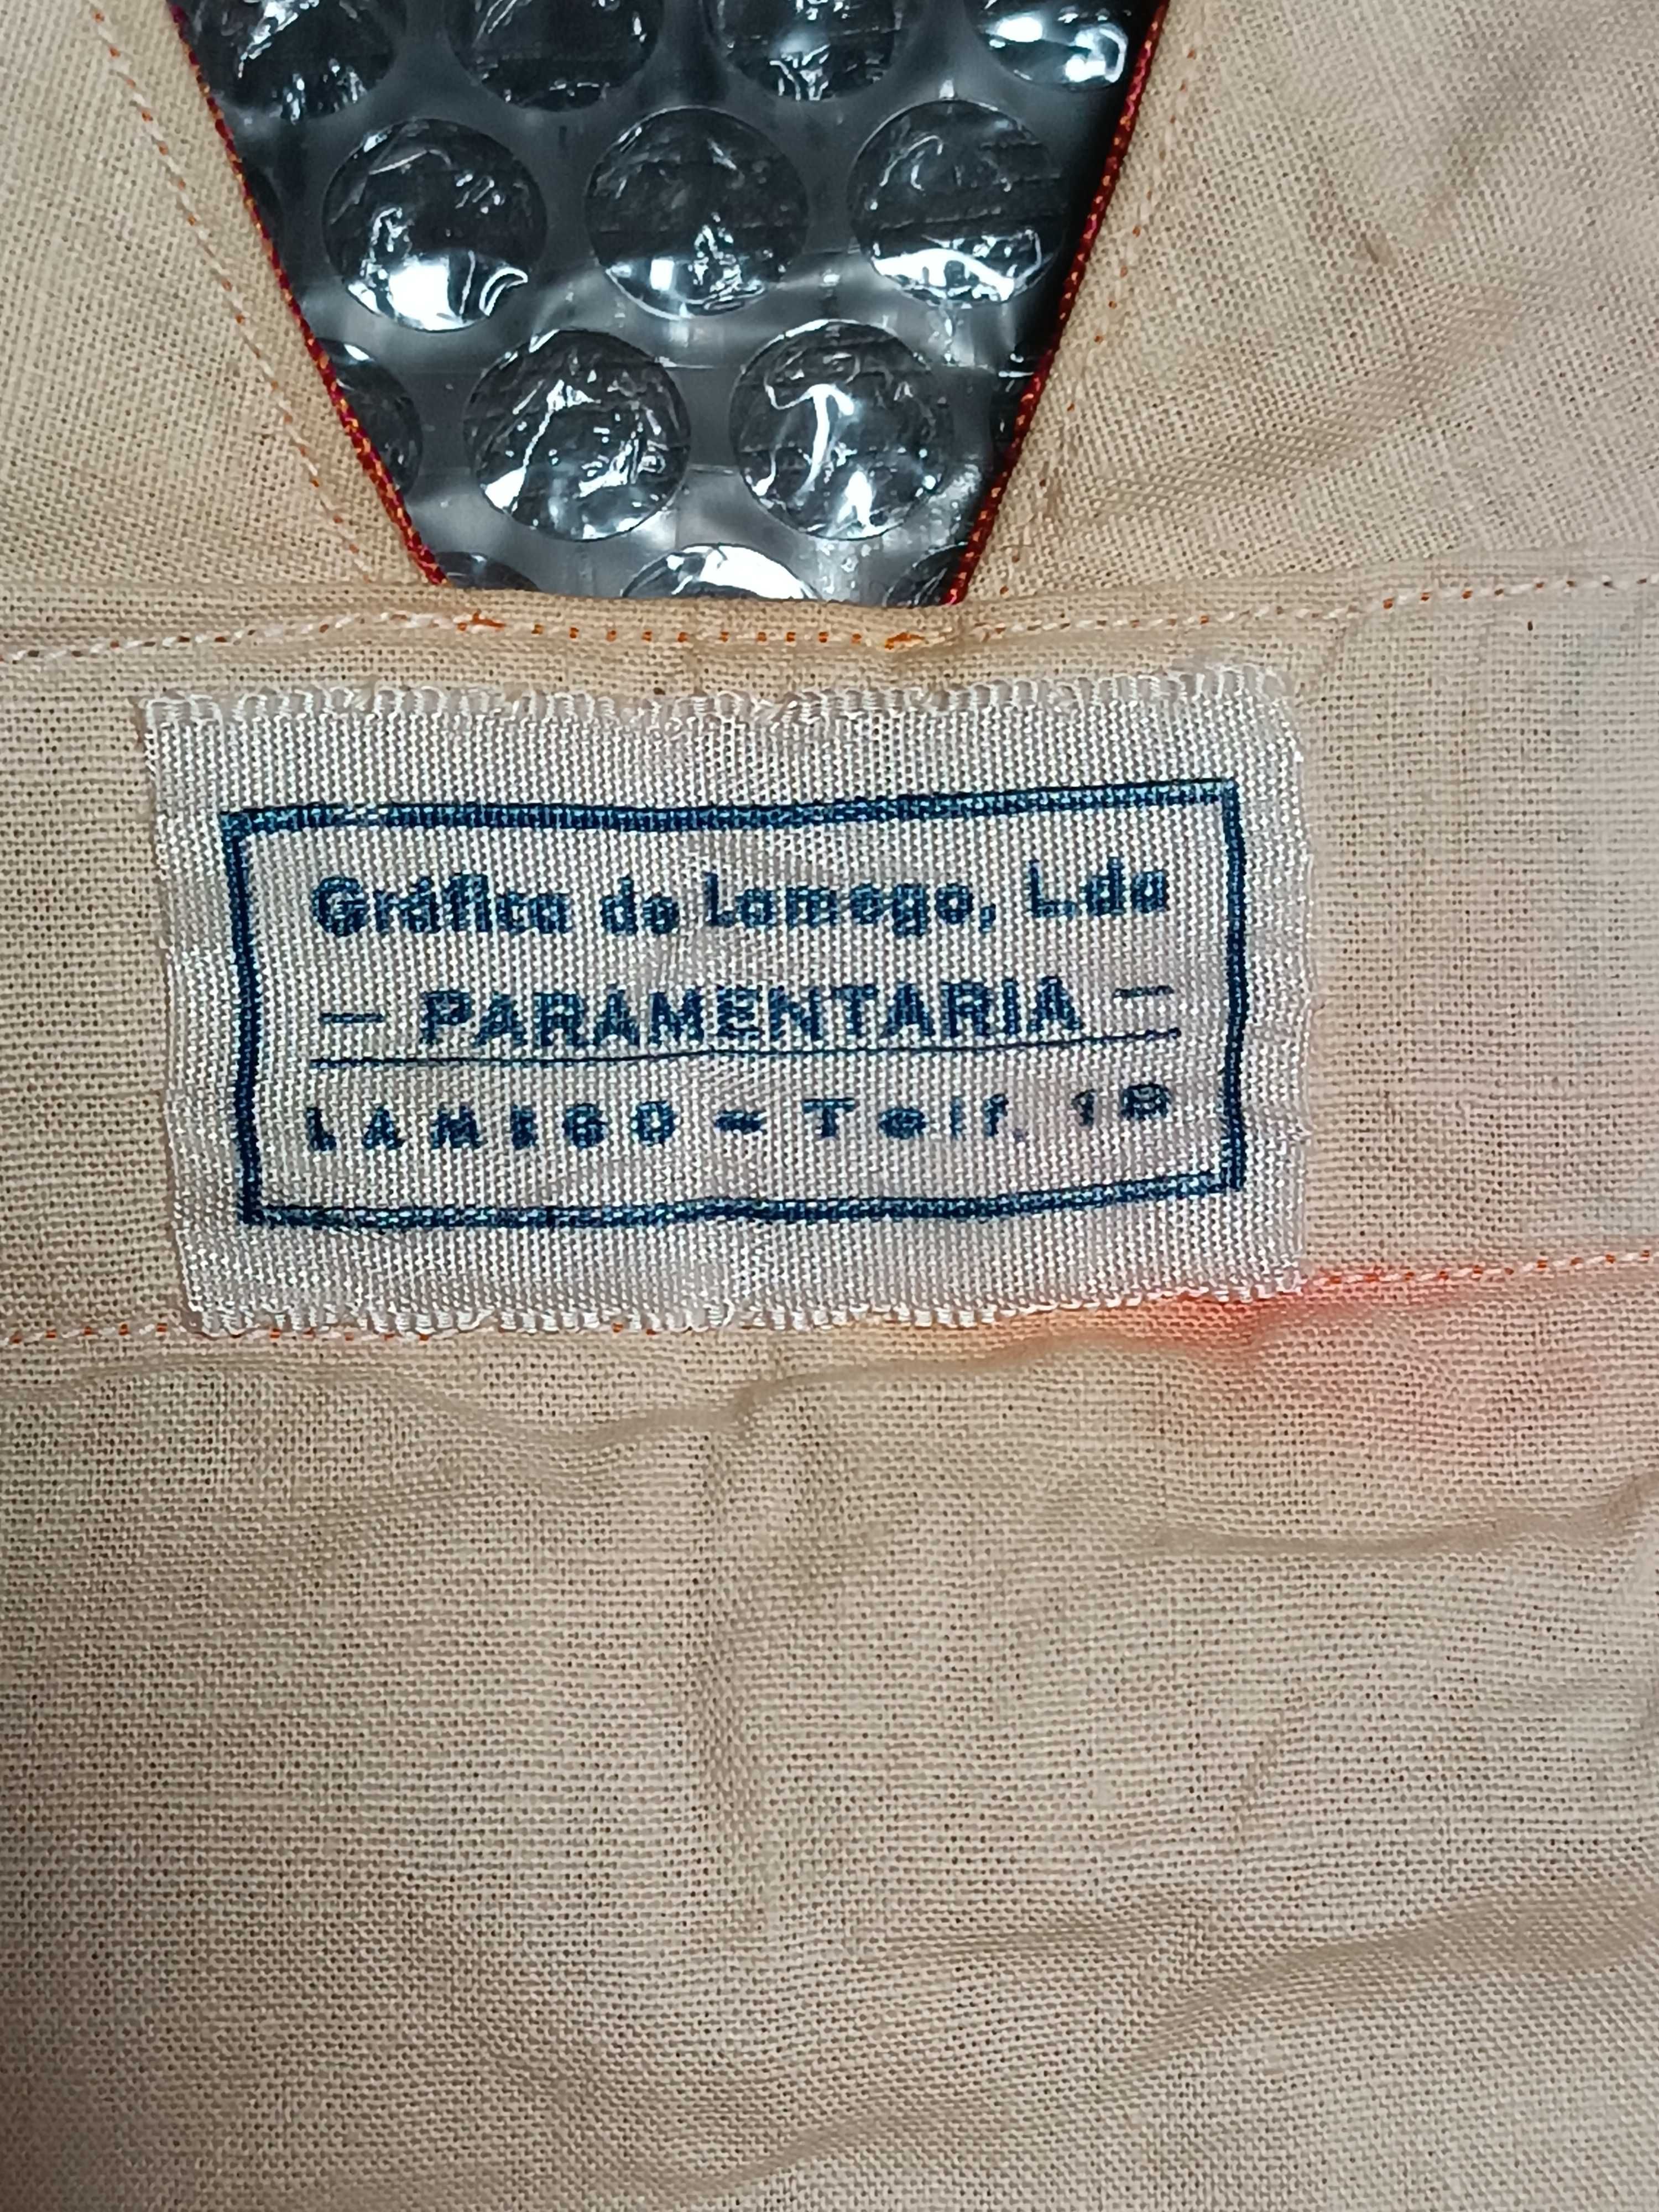 Gráfica de Lamego, L.da
— PARAMENTARIA —
LAMEGO - Telf. 18